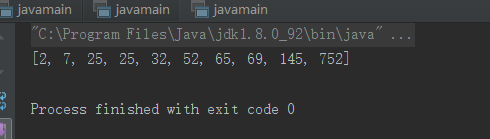 javamain javamain javamain
"C:\Program Files\Java\jdk1.8.0_92\bin\java" ...
[2, 7, 25, 25, 32, 52, 65, 69, 145, 752]
Process finished with exit code 0